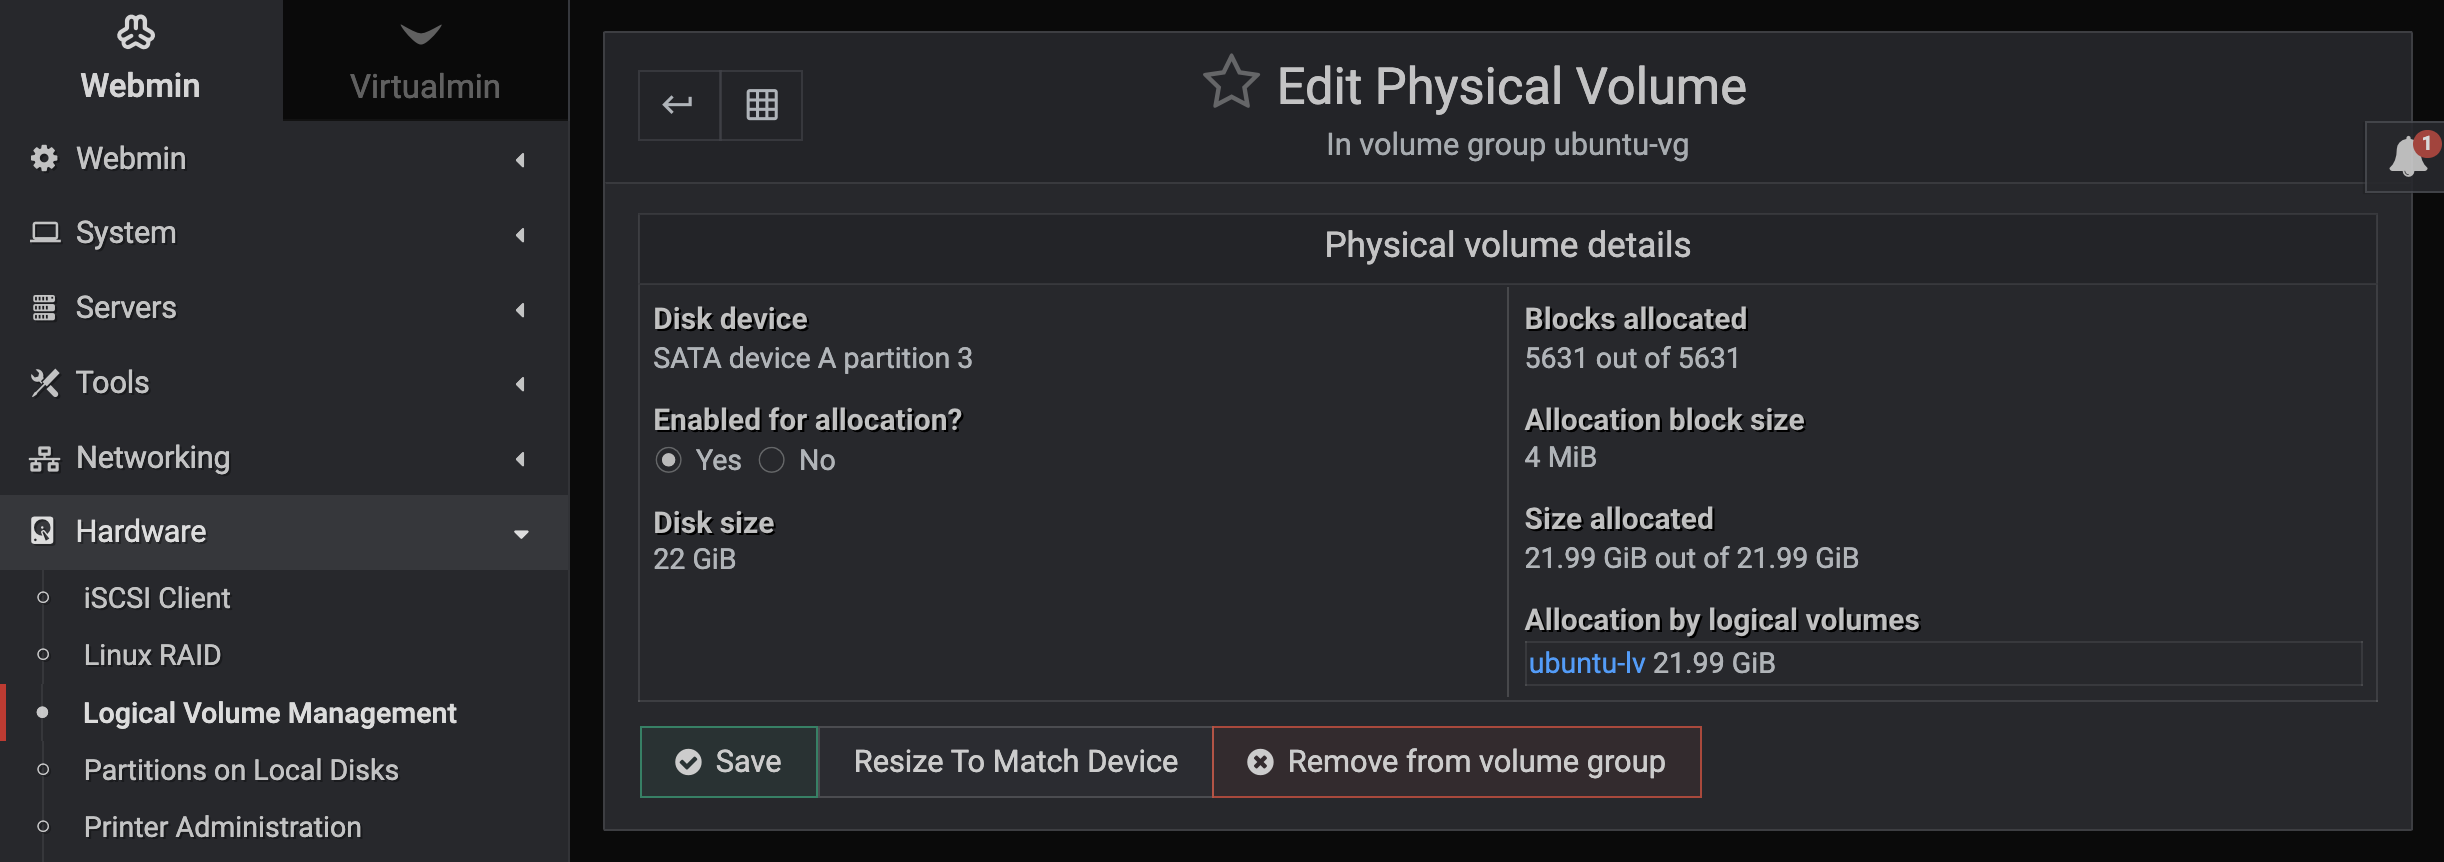 Webmin
Virtualmin
Webmin
System
Servers
Tools
Networking
Hardware
iSCSI Client
Linux RAID
Logical Volume Management
Partitions on Local Disks
Printer Administration
Edit Physical Volume
In volume group ubuntu-vg
1
Physical volume details
Disk device
SATA device A partition 3
Enabled for allocation?
Yes No
Disk size
22 GiB
Blocks allocated
5631 out of 5631
Allocation block size
4 MiB
Size allocated
21.99 GiB out of 21.99 GiB
Allocation by logical volumes
ubuntu-lv 21.99 GiB
Save
Resize To Match Device
Remove from volume group